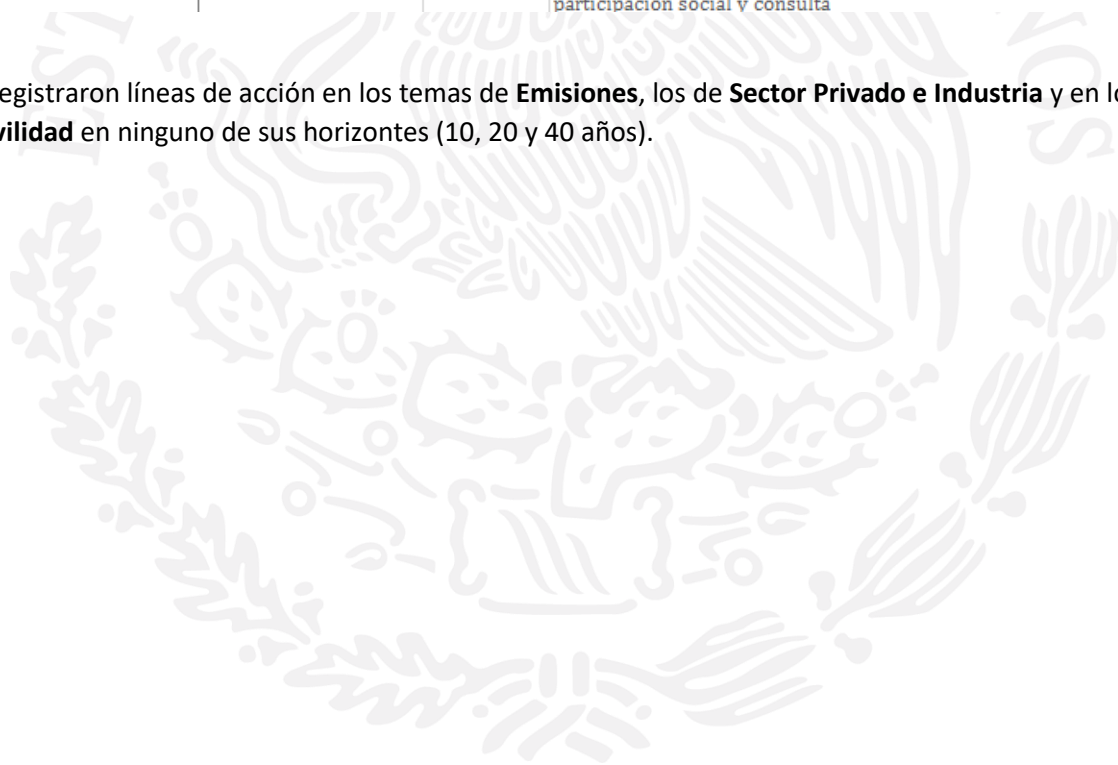 participación social y consulta
egistraron líneas de acción en los temas de Emisiones, los de Sector Privado e Industria y en lo
vilidad en ninguno de sus horizontes (10, 20 y 40 años).